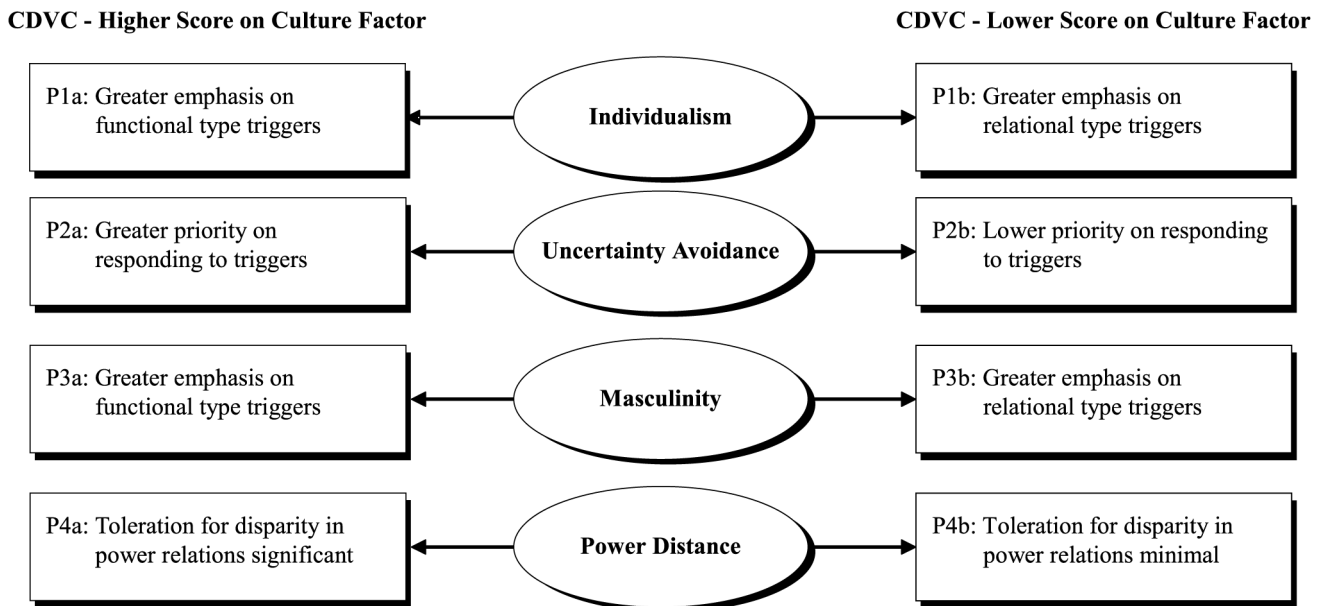 CDVC - Higher Score on Culture Factor
CDVC - Lower Score on Culture Factor
P1a: Greater emphasis on
functional type triggers
Individualism
P1b: Greater emphasis on
relational type triggers
P2a: Greater priority on
responding to triggers
Uncertainty Avoidance
P2b: Lower priority on responding
to triggers
P3a: Greater emphasis on
functional type triggers
Masculinity
P3b: Greater emphasis on
relational type triggers
P4a: Toleration for disparity in
power relations significant
Power Distance
P4b: Toleration for disparity in
power relations minimal